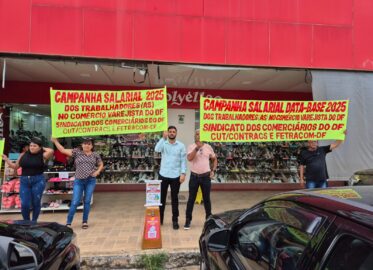 Polyéllee
CAMPANHA SALARIAL 2025
DOS TRABALHADORES(AS)
NO COMÉRCIO VAREJISTA DO DF
SINDICATO DOS COMERCIÁRIOS DO DF
CUT/CONTRACS E FETRACOM-DF
CAMPANHA SALARIAL DATA-BASE 2025
DOS TRABALHADORES(AS) NO COMÉRCIO VAREJISTA DO DF
SINDICATO DOS COMERCIÁRIOS DO DF
CUT/CONTRACS E FETRACOM-DF